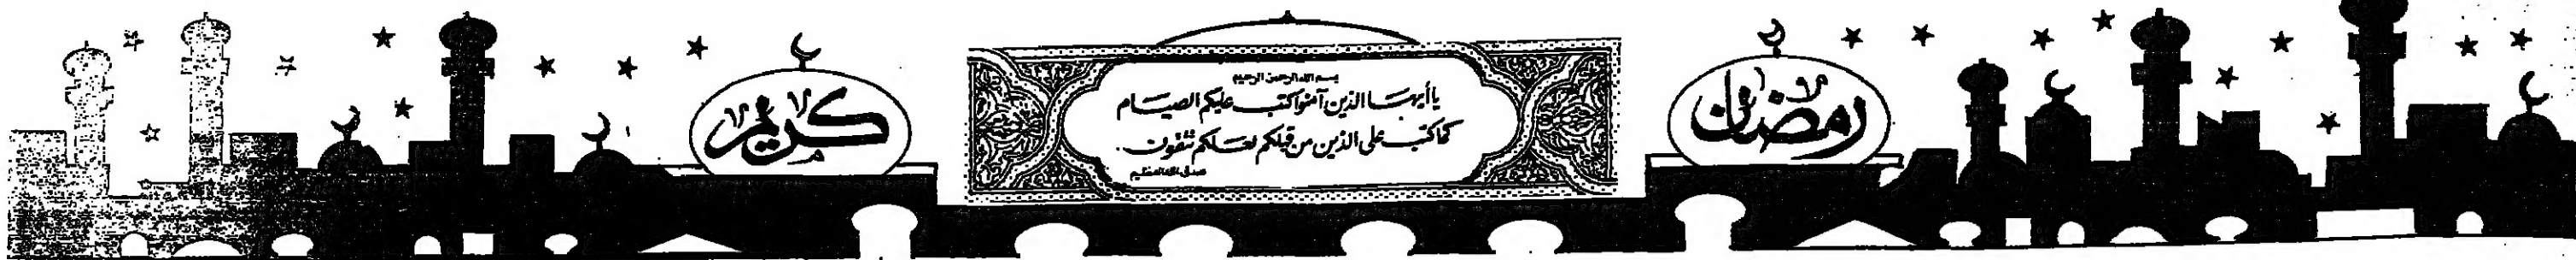 رمضان
بسم الله الرحمن الرحيم
يا أيها الذين آمنوا كتب عليكم الصيام
كما كتب على الذين من قبلكم لعلكم تتقون .
صدق الله العظيم
كريم